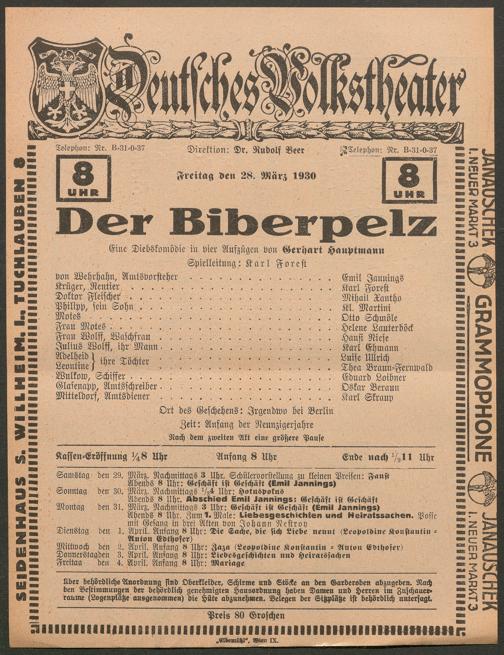 Deutsches Volkstheater
Telephon: Nr. B-31-0-37 Direktion: Dr. Rudolf Beer Telephon: Nr. B-31-0-37
8 UHR Freitag den 28. März 1930 8 UHR
Der Biberpelz
Eine Diebskomödie in vier Aufzügen von Gerhart Hauptmann
Spielleitung: Karl Forest
von Wehrhahn, Amtsvorsteher . . . Emil Jannings
Krüger, Rentier . . . Karl Forest
Doktor Fleischer . . . Mihail Xantho
Philipp, sein Sohn . . . Kl. Martini
Motes . . . Otto Schmöle
Frau Motes . . . Helene Lauterböck
Frau Wolff, Waschfrau . . . Hansi Niese
Julius Wolff, ihr Mann . . . Karl Ehmann
Adelheid } ihre Töchter . . . Luise Ullrich
Leontine } . . . Thea Braun-Fernwald
Wulkow, Schiffer . . . Eduard Loibner
Glasenapp, Amtsschreiber . . . Oskar Beraun
Mitteldorf, Amtsdiener . . . Karl Skraup
Ort des Geschehens: Irgendwo bei Berlin
Zeit: Anfang der Neunzigerjahre
Nach dem zweiten Akt eine größere Pause
Kassen-Eröffnung ¼8 Uhr Anfang 8 Uhr Ende nach ½11 Uhr
Samstag den 29. März. Nachmittags 3 Uhr. Schülervorstellung zu kleinen Preisen: Faust
Abends 8 Uhr: Geschäft ist Geschäft (Emil Jannings)
Sonntag den 30. März. Nachmittags Uhr: Hokuspokus
Abends 8 Uhr. Abschied Emil Jannings: Geschäft ist Geschäft
Montag den 31. März. Nachmittags 3 Uhr: Geschäft ist Geschäft (Emil Jannings)
Abends 8 Uhr. Zum 1. Male: Liebesgeschichten und Heiratssachen. Posse
mit Gesang in drei Akten von Johann Nestroy
Dienstag den 1. April. Anfang 8 Uhr: Die Sache, die sich Liebe nennt (Leopoldine Konstantin =
Anton Edthofer)
Mittwoch den 2. April. Anfang 8 Uhr: Jazz (Leopoldine Konstantin = Anton Edthofer)
Donnerstag den 3. April. Anfang 8 Uhr: Liebesgeschichten und Heiratssachen
Freitag den 4. April. Anfang 8 Uhr: Mariage
Über behördliche Anordnung sind Oberkleider, Schirme und Stöcke an den Garderoben abzugeben. Nach
den Bestimmungen der behördlich genehmigten Hausordnung haben Damen und Herren im Zuschauer-
raume (Logenplätze ausgenommen) die Hüte abzunehmen. Belegen der Sitzplätze ist behördlich untersagt.
Preis 80 Groschen
„Elbemühl“, Wien IX.
SEIDENHAUS S. WILLHEIM, I., TUCHLAUBEN 8
JANAUSCHEK
I. NEUER MARKT 3
GRAMMOPHONE
JANAUSCHEK
I. NEUER MARKT 3